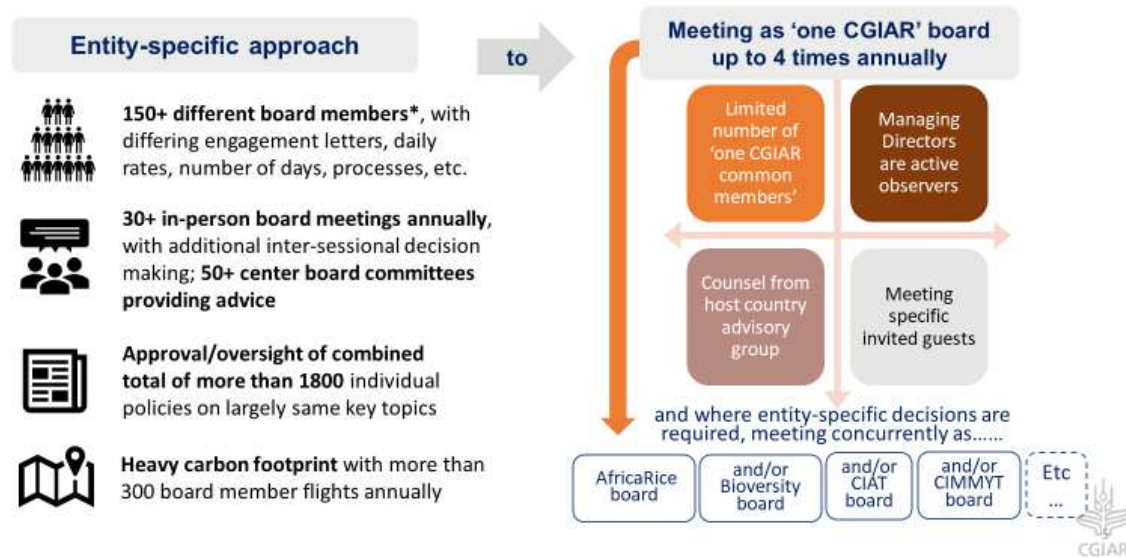 Entity-specific approach
to
Meeting as ‘one CGIAR’ board
up to 4 times annually
150+ different board members*, with
differing engagement letters, daily
rates, number of days, processes, etc.
30+ in-person board meetings annually,
with additional inter-sessional decision
making; 50+ center board committees
providing advice
Approval/oversight of combined
total of more than 1800 individual
policies on largely same key topics
Heavy carbon footprint with more than
300 board member flights annually
Limited
number of
‘one CGIAR
common
members’
Managing
Directors
are active
observers
Counsel from
host country
advisory
group
Meeting
specific
invited guests
and where entity-specific decisions are
required, meeting concurrently as……
AfricaRice
board
and/or
Bioversity
board
and/or
CIAT
board
and/or
CIMMYT
board
Etc
...
CGIAR